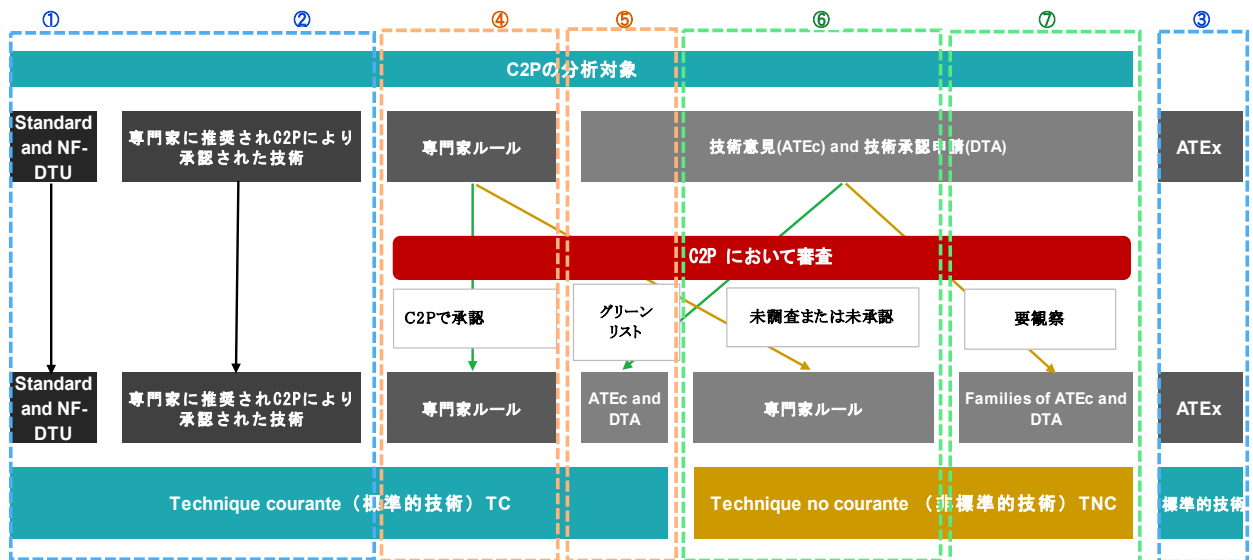 ① ② ④ ⑤ ⑥ ⑦ ③
C2Pの分析対象
Standard
and NF-
DTU
専門家に推奨されC2Pにより
承認された技術
専門家ルール
技術意見(ATEc) and 技術承認申請(DTA)
ATEx
C2P において審査
C2Pで承認
グリーン
リスト
未調査または未承認
要観察
Standard
and NF-
DTU
専門家に推奨されC2Pにより
承認された技術
専門家ルール
ATEc and
DTA
専門家ルール
Families of ATEc and
DTA
ATEx
Technique courante（標準的技術）TC
Technique no courante（非標準的技術）TNC
標準的技術